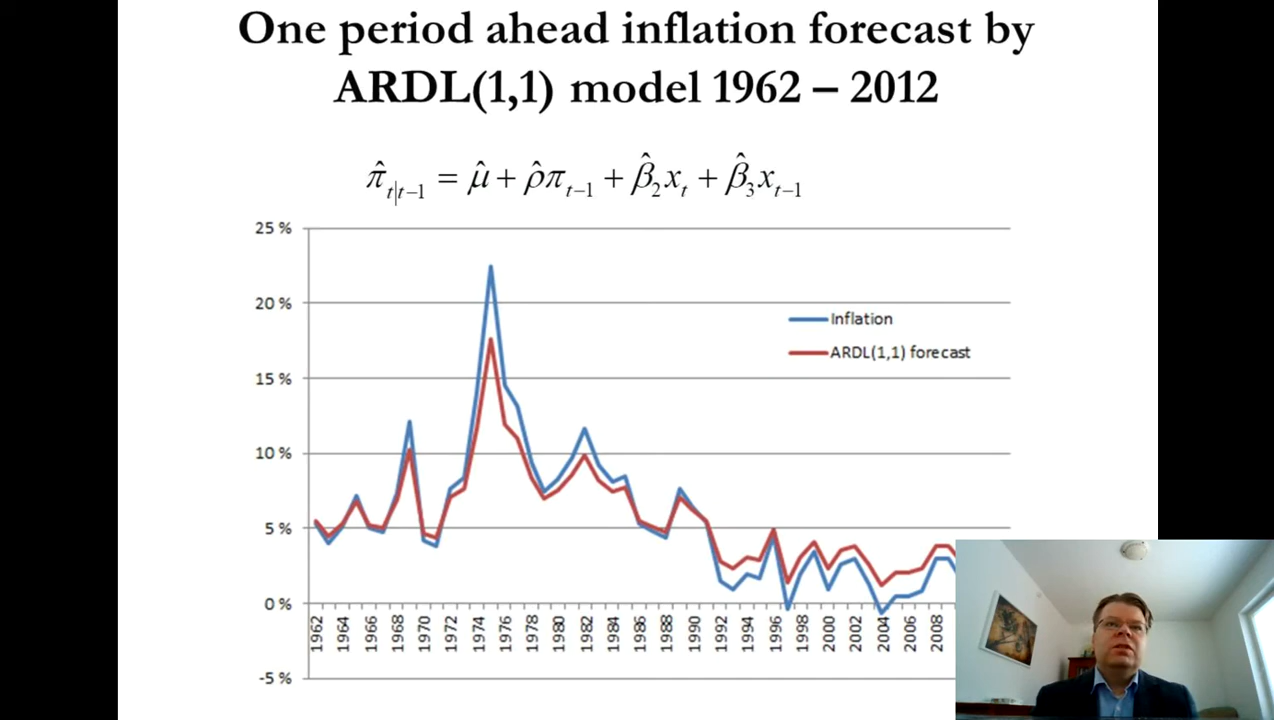 One period ahead inflation forecast by
ARDL(1,1) model 1962 – 2012
π̂ₜ|ₜ₋₁ = μ̂ + ρ̂πₜ₋₁ + β̂₂xₜ + β̂₃xₜ₋₁
25 %
20 %
15 %
10 %
5 %
0 %
-5 %
Inflation
ARDL(1,1) forecast
1962 1964 1966 1968 1970 1972 1974 1976 1978 1980 1982 1984 1986 1988 1990 1992 1994 1996 1998 2000 2002 2004 2006 2008